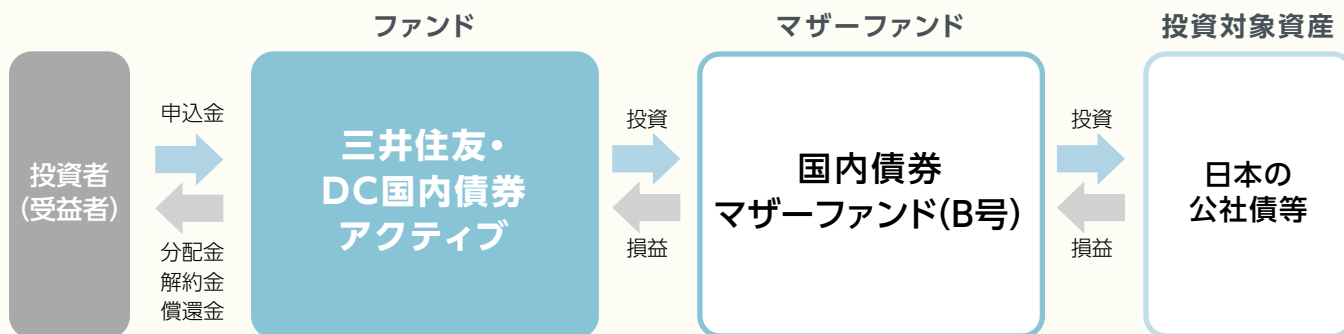 ファンド
マザーファンド
投資対象資産
投資者
(受益者)
申込金
分配金
解約金
償還金
三井住友・
DC国内債券
アクティブ
投資
損益
国内債券
マザーファンド(B号)
投資
損益
日本の
公社債等